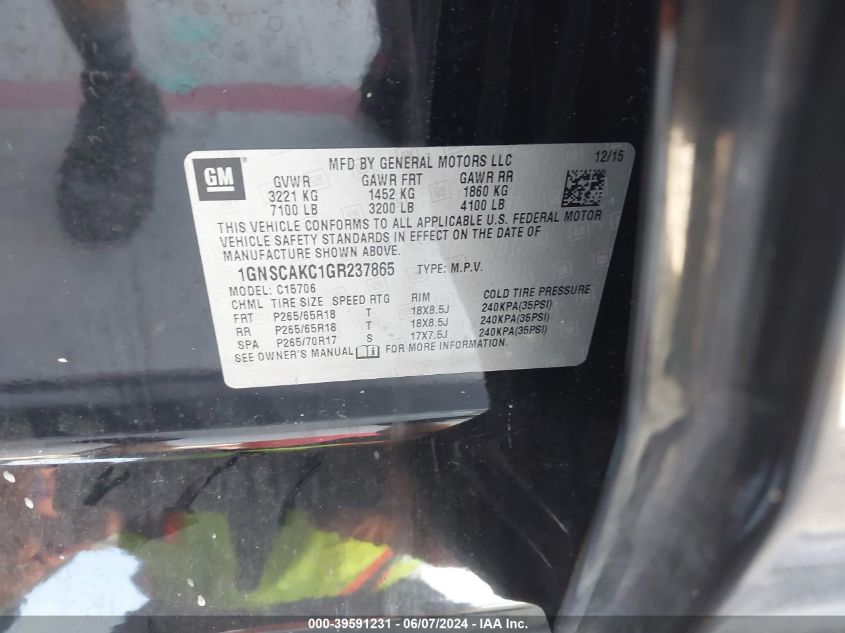 GM
MFD BY GENERAL MOTORS LLC 12/15
GVWR GAWR FRT GAWR RR
3221 KG 1452 KG 1860 KG
7100 LB 3200 LB 4100 LB
THIS VEHICLE CONFORMS TO ALL APPLICABLE U.S. FEDERAL MOTOR
VEHICLE SAFETY STANDARDS IN EFFECT ON THE DATE OF
MANUFACTURE SHOWN ABOVE.
1GNSCAKC1GR237865 TYPE: M.P.V.
MODEL: C15706
CHML TIRE SIZE SPEED RTG RIM COLD TIRE PRESSURE
FRT P265/65R18 T 18X8.5J 240KPA(35PSI)
RR P265/65R18 T 18X8.5J 240KPA(35PSI)
SPA P265/70R17 S 17X7.5J 240KPA(35PSI)
SEE OWNER'S MANUAL FOR MORE INFORMATION.
000-39591231 - 06/07/2024 - IAA Inc.